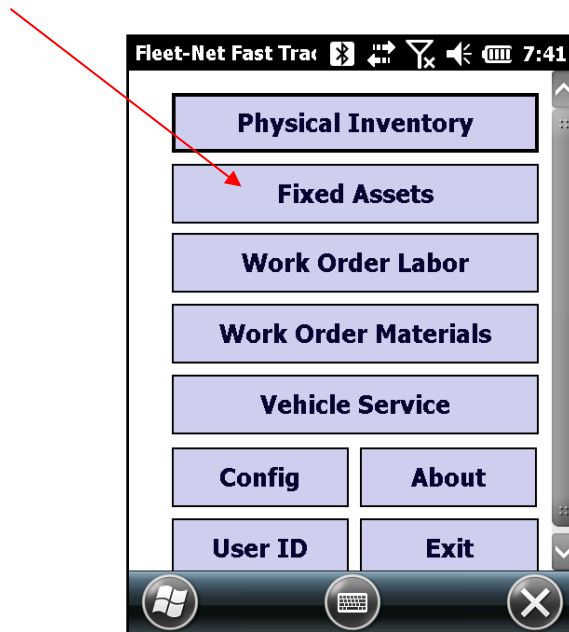 Fleet-Net Fast Trac 7:41
Physical Inventory
Fixed Assets
Work Order Labor
Work Order Materials
Vehicle Service
Config About
User ID Exit